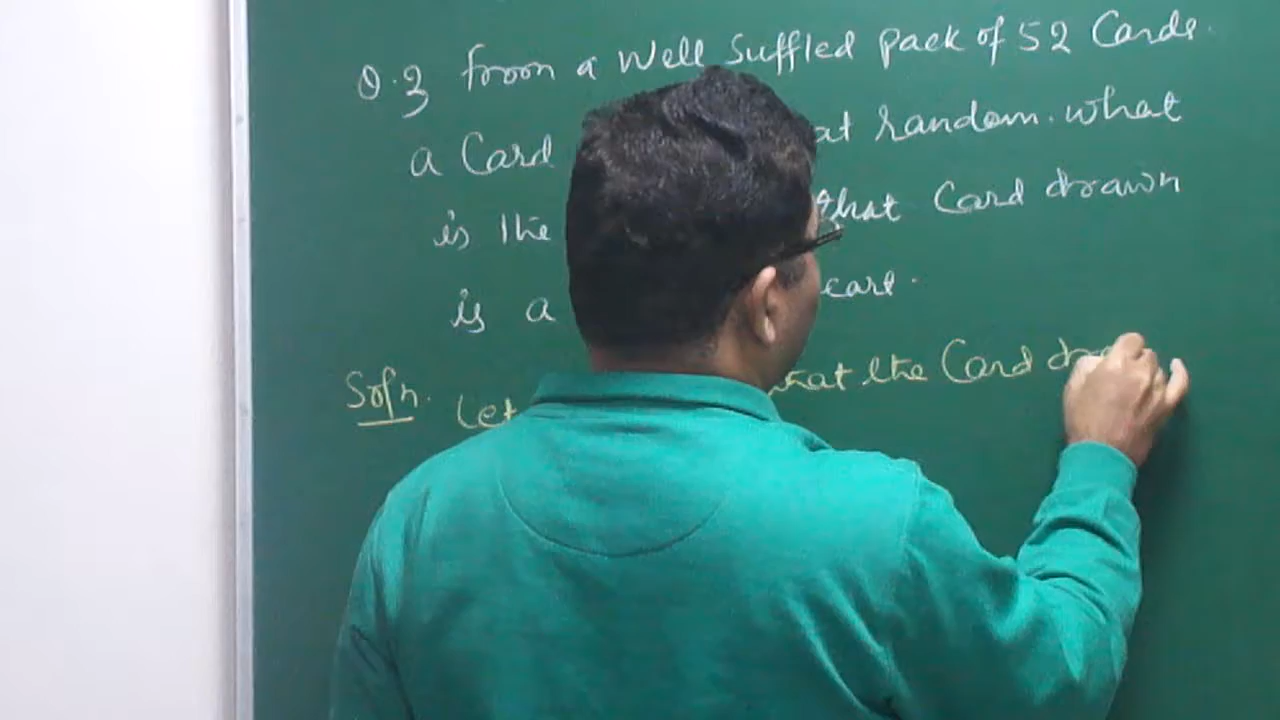 Q.3 from a well suffled pack of 52 Cards.
a Card at random. what
is the that Card drawn
is a card.
Soln. Let that the Card